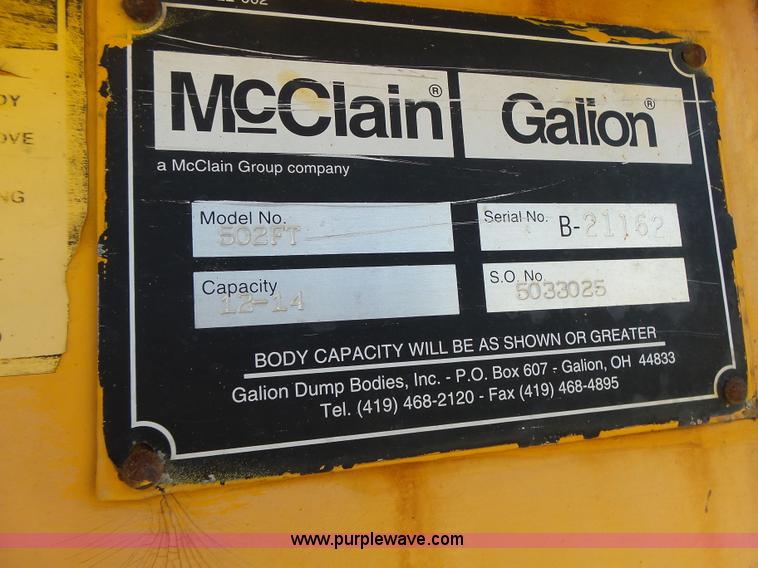 McClain®
Galion®
a McClain Group company
Model No. 502FT
Serial No. B-21162
Capacity 12-14
S.O. No. 5033025
BODY CAPACITY WILL BE AS SHOWN OR GREATER
Galion Dump Bodies, Inc. - P.O. Box 607 - Galion, OH 44833
Tel. (419) 468-2120 - Fax (419) 468-4895
www.purplewave.com